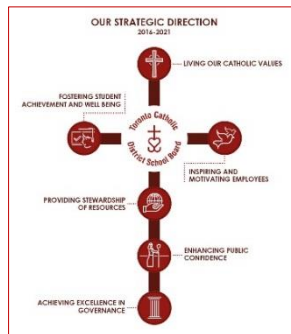 OUR STRATEGIC DIRECTION
2016-2021
LIVING OUR CATHOLIC VALUES
FOSTERING STUDENT
ACHIEVEMENT AND WELL BEING
Toronto Catholic
District School Board
INSPIRING AND
MOTIVATING EMPLOYEES
PROVIDING STEWARDSHIP
OF RESOURCES
ENHANCING PUBLIC
CONFIDENCE
ACHIEVING EXCELLENCE IN
GOVERNANCE